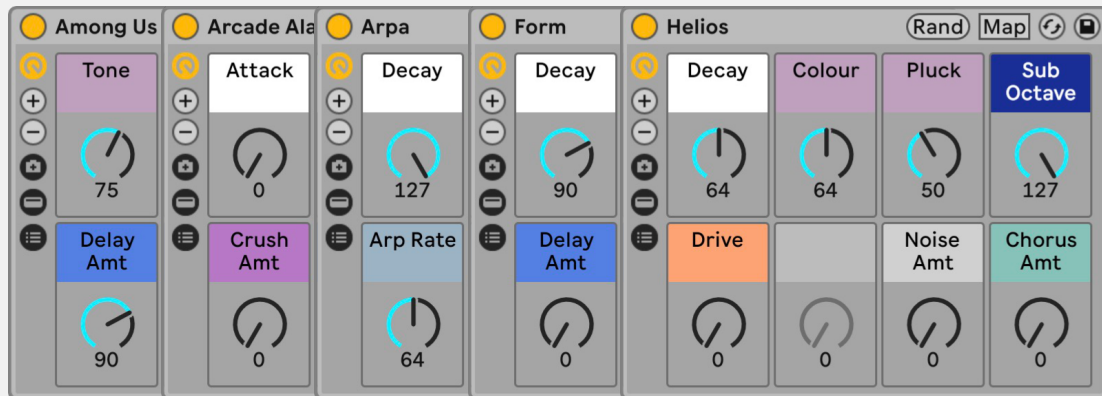 Among Us
Arcade Ala
Arpa
Form
Helios
Rand
Map
Tone
Attack
Decay
Decay
Decay
Colour
Pluck
Sub
Octave
75
0
127
90
64
64
50
127
Delay
Amt
Crush
Amt
Arp Rate
Delay
Amt
Drive
Noise
Amt
Chorus
Amt
90
0
64
0
0
0
0
0